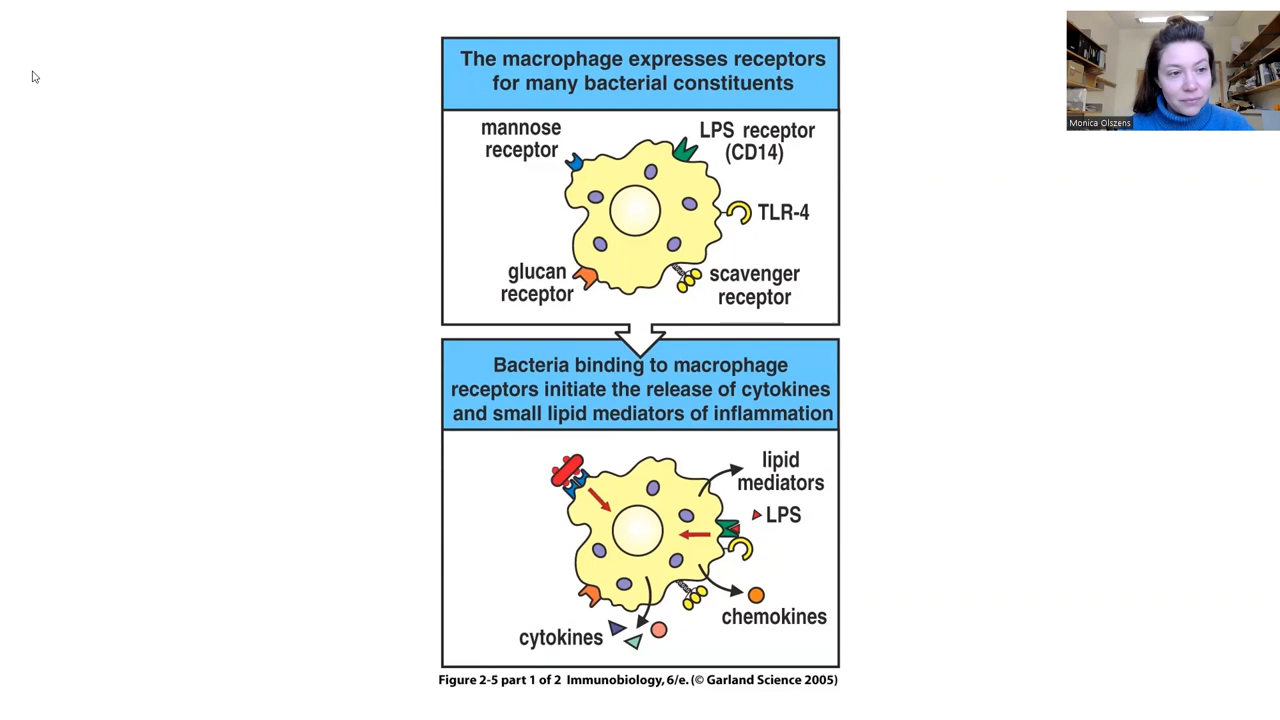 The macrophage expresses receptors
for many bacterial constituents
mannose
receptor
LPS receptor
(CD14)
TLR-4
glucan
receptor
scavenger
receptor
Bacteria binding to macrophage
receptors initiate the release of cytokines
and small lipid mediators of inflammation
lipid
mediators
LPS
chemokines
cytokines
Figure 2-5 part 1 of 2 Immunobiology, 6/e. (© Garland Science 2005)
Monica Olszens